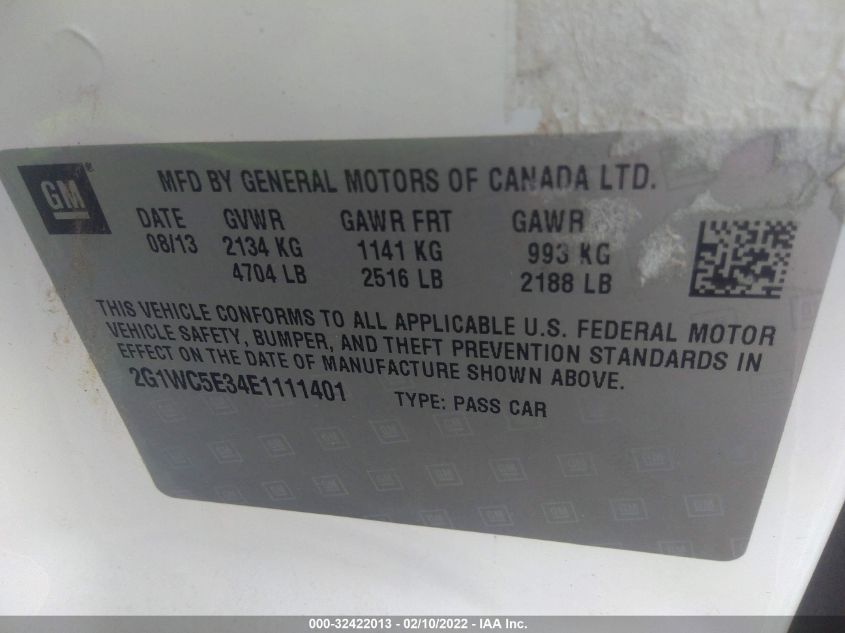 GM ®
MFD BY GENERAL MOTORS OF CANADA LTD.
DATE GVWR GAWR FRT GAWR
08/13 2134 KG 1141 KG 993 KG
4704 LB 2516 LB 2188 LB
THIS VEHICLE CONFORMS TO ALL APPLICABLE U.S. FEDERAL MOTOR
VEHICLE SAFETY, BUMPER, AND THEFT PREVENTION STANDARDS IN
EFFECT ON THE DATE OF MANUFACTURE SHOWN ABOVE.
2G1WC5E34E1111401 TYPE: PASS CAR
000-32422013 - 02/10/2022 - IAA Inc.